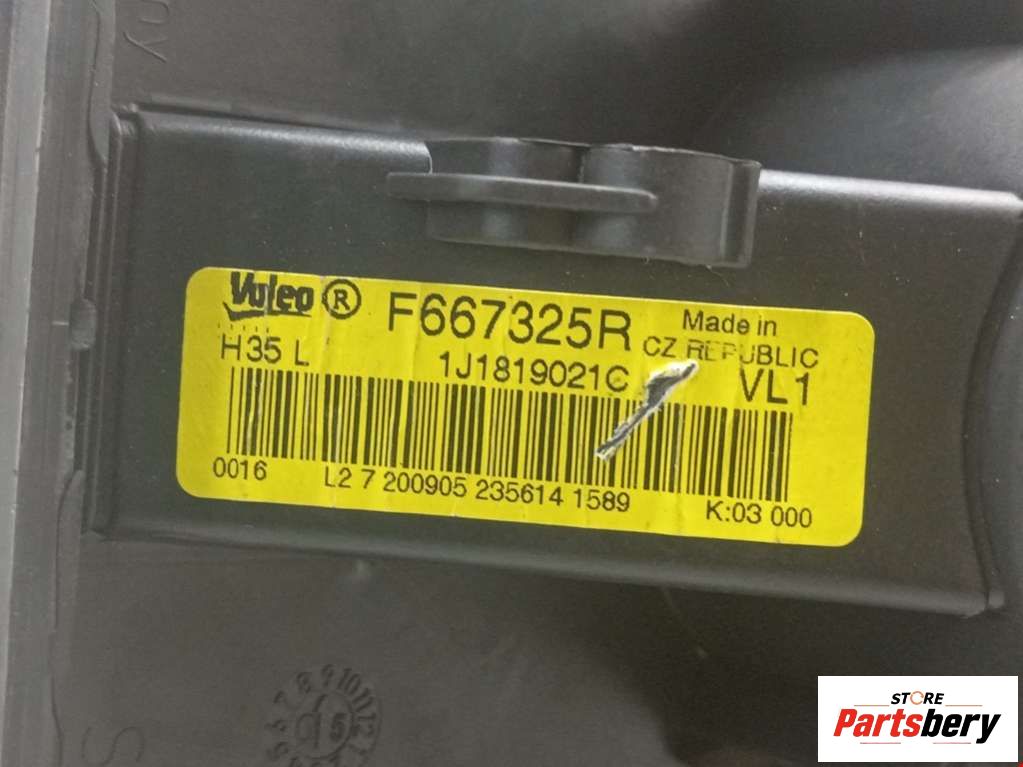 Valeo ® F667325R Made in
H35 L 1J1819021C CZ REPUBLIC
VL1
0016 L2 7 200905 235614 1589 K:03 000
STORE
Partsbery